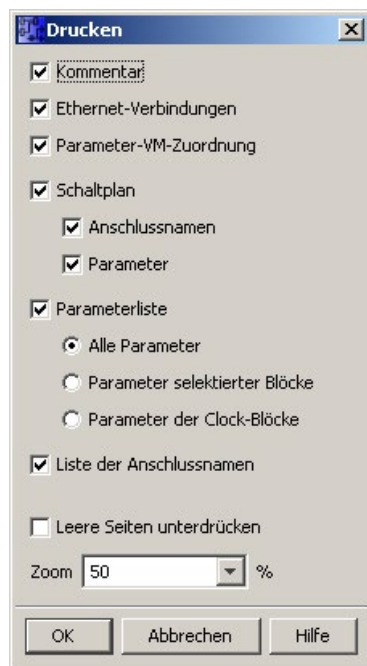 Drucken
Kommentar
Ethernet-Verbindungen
Parameter-VM-Zuordnung
Schaltplan
Anschlussnamen
Parameter
Parameterliste
Alle Parameter
Parameter selektierter Blöcke
Parameter der Clock-Blöcke
Liste der Anschlussnamen
Leere Seiten unterdrücken
Zoom 50 %
OK Abbrechen Hilfe